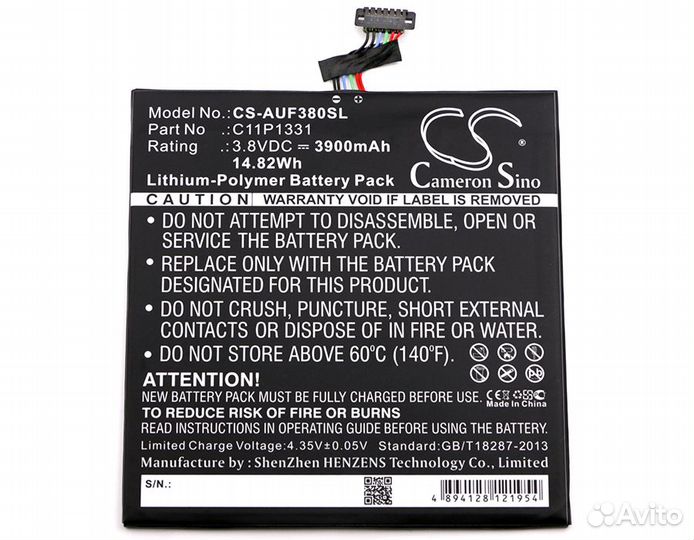 Model No.:CS-AUF380SL
Part No :C11P1331
Rating :3.8VDC ⎓ 3900mAh
14.82Wh
Lithium-Polymer Battery Pack
CS
Cameron Sino
CAUTION WARRANTY VOID IF LABEL REMOVED
• DO NOT ATTEMPT TO DISASSEMBLE, OPEN OR
SERVICE THE BATTERY PACK.
• REPLACE ONLY WITH THE BATTERY PACK
DESIGNATED FOR THIS PRODUCT.
• DO NOT CRUSH, PUNCTURE, SHORT EXTERNAL
CONTACTS OR DISPOSE OF IN FIRE OR WATER.
• DO NOT STORE ABOVE 60°C (140°F).
ATTENTION!
NEW BATTERY PACK MUST BE FULLY CHARGED BEFORE USE
TO REDUCE RISK OF FIRE OR BURNS
READ INSTRUCTIONS IN OPERATING GUIDE BEFORE USING BATTERY
CE Made In China
Limited Charge Voltage:4.35V±0.05V Standard:GB/T18287-2013
Manufacture by : ShenZhen HENZENS Technology Co., Limited
S/N.:
4 894128 121954
Avito